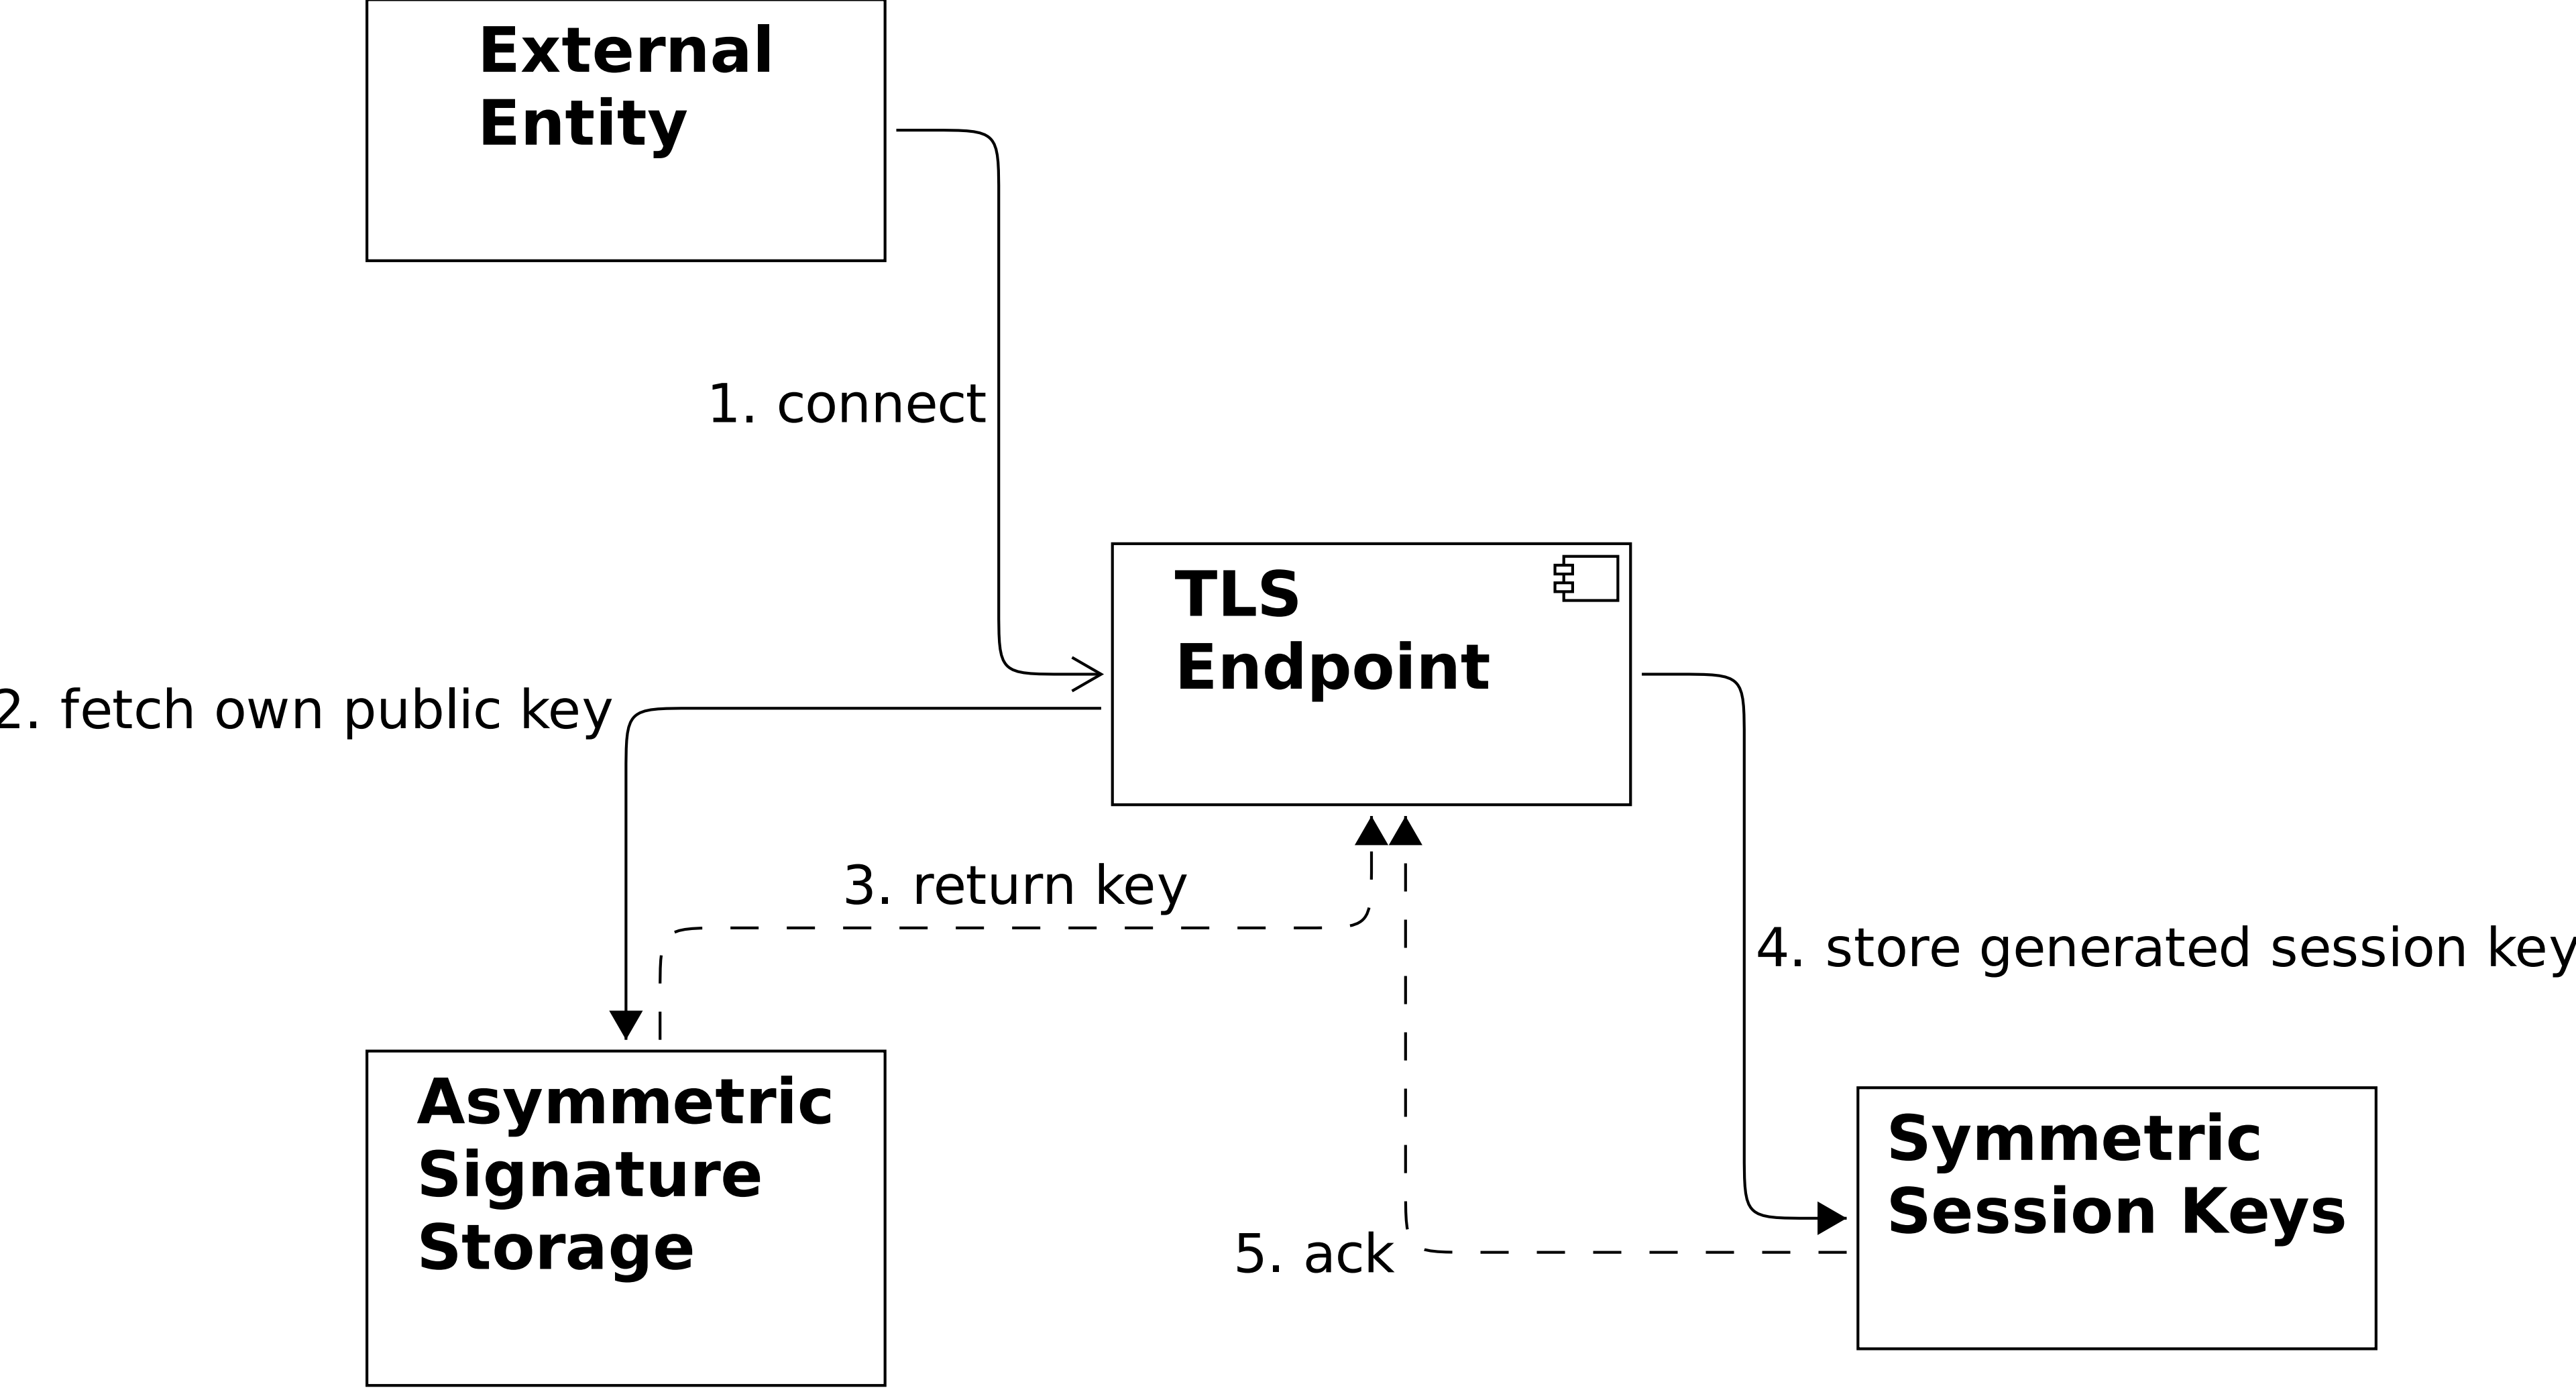 External
Entity
1. connect
TLS
Endpoint
2. fetch own public key
3. return key
4. store generated session key
Asymmetric
Signature
Storage
Symmetric
Session Keys
5. ack